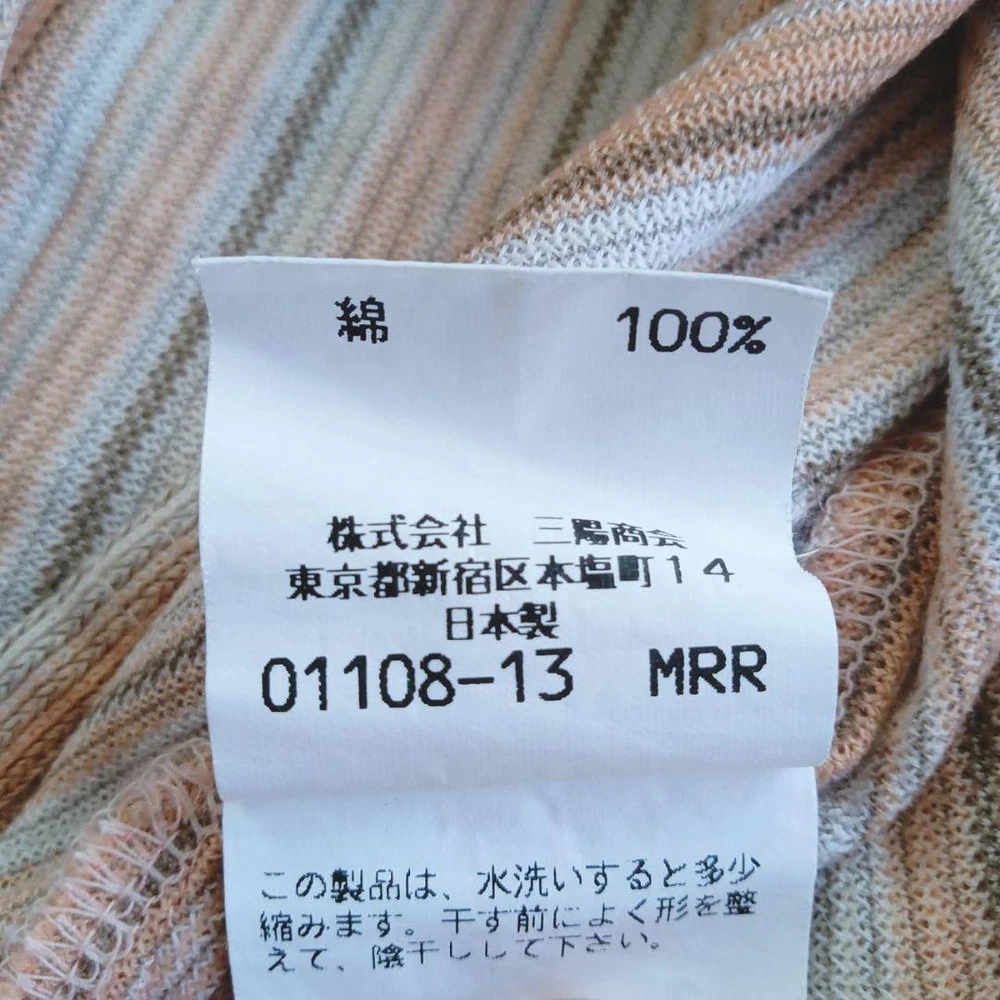 綿 100%
株式会社 三陽商会
東京都新宿区本塩町14
日本製
01108-13 MRR
この製品は、水洗いすると多少
縮みます。干す前によく形を整
えて、陰干しして下さい。